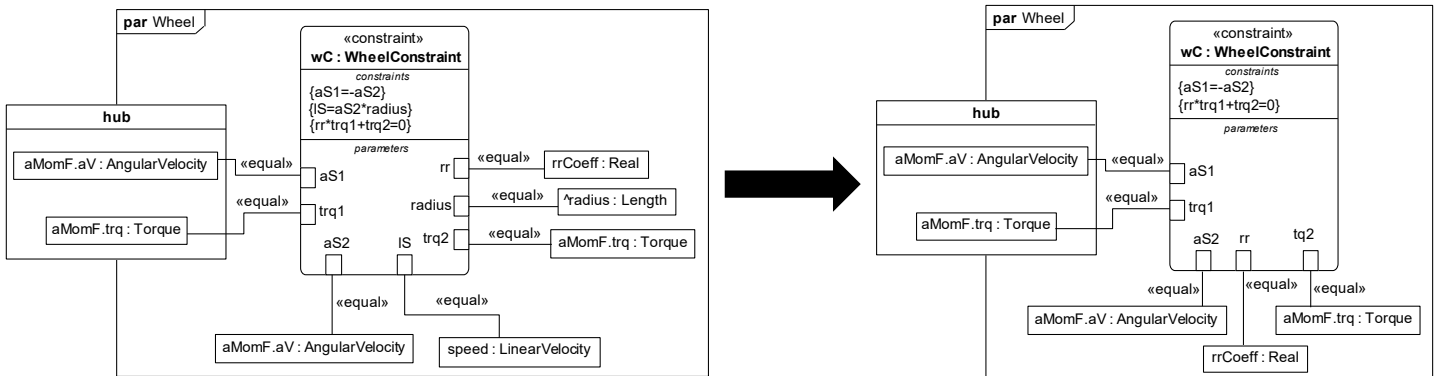 par Wheel
«constraint»
wC : WheelConstraint
constraints
{aS1=-aS2}
{lS=aS2*radius}
{rr*trq1+trq2=0}
parameters
hub
aMomF.aV : AngularVelocity
«equal»
aS1
aMomF.trq : Torque
«equal»
trq1
rr
«equal»
rrCoeff : Real
radius
«equal»
^radius : Length
trq2
«equal»
aMomF.trq : Torque
aS2
lS
«equal»
«equal»
aMomF.aV : AngularVelocity
speed : LinearVelocity
par Wheel
«constraint»
wC : WheelConstraint
constraints
{aS1=-aS2}
{rr*trq1+trq2=0}
parameters
hub
aMomF.aV : AngularVelocity
«equal»
aS1
aMomF.trq : Torque
«equal»
trq1
aS2
rr
tq2
«equal»
«equal»
«equal»
aMomF.aV : AngularVelocity
aMomF.trq : Torque
rrCoeff : Real